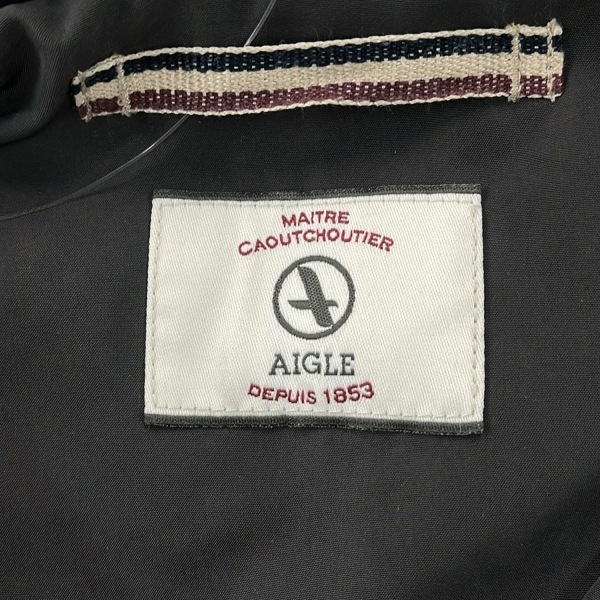 MAITRE
CAOUTCHOUTIER
AIGLE
DEPUIS 1853